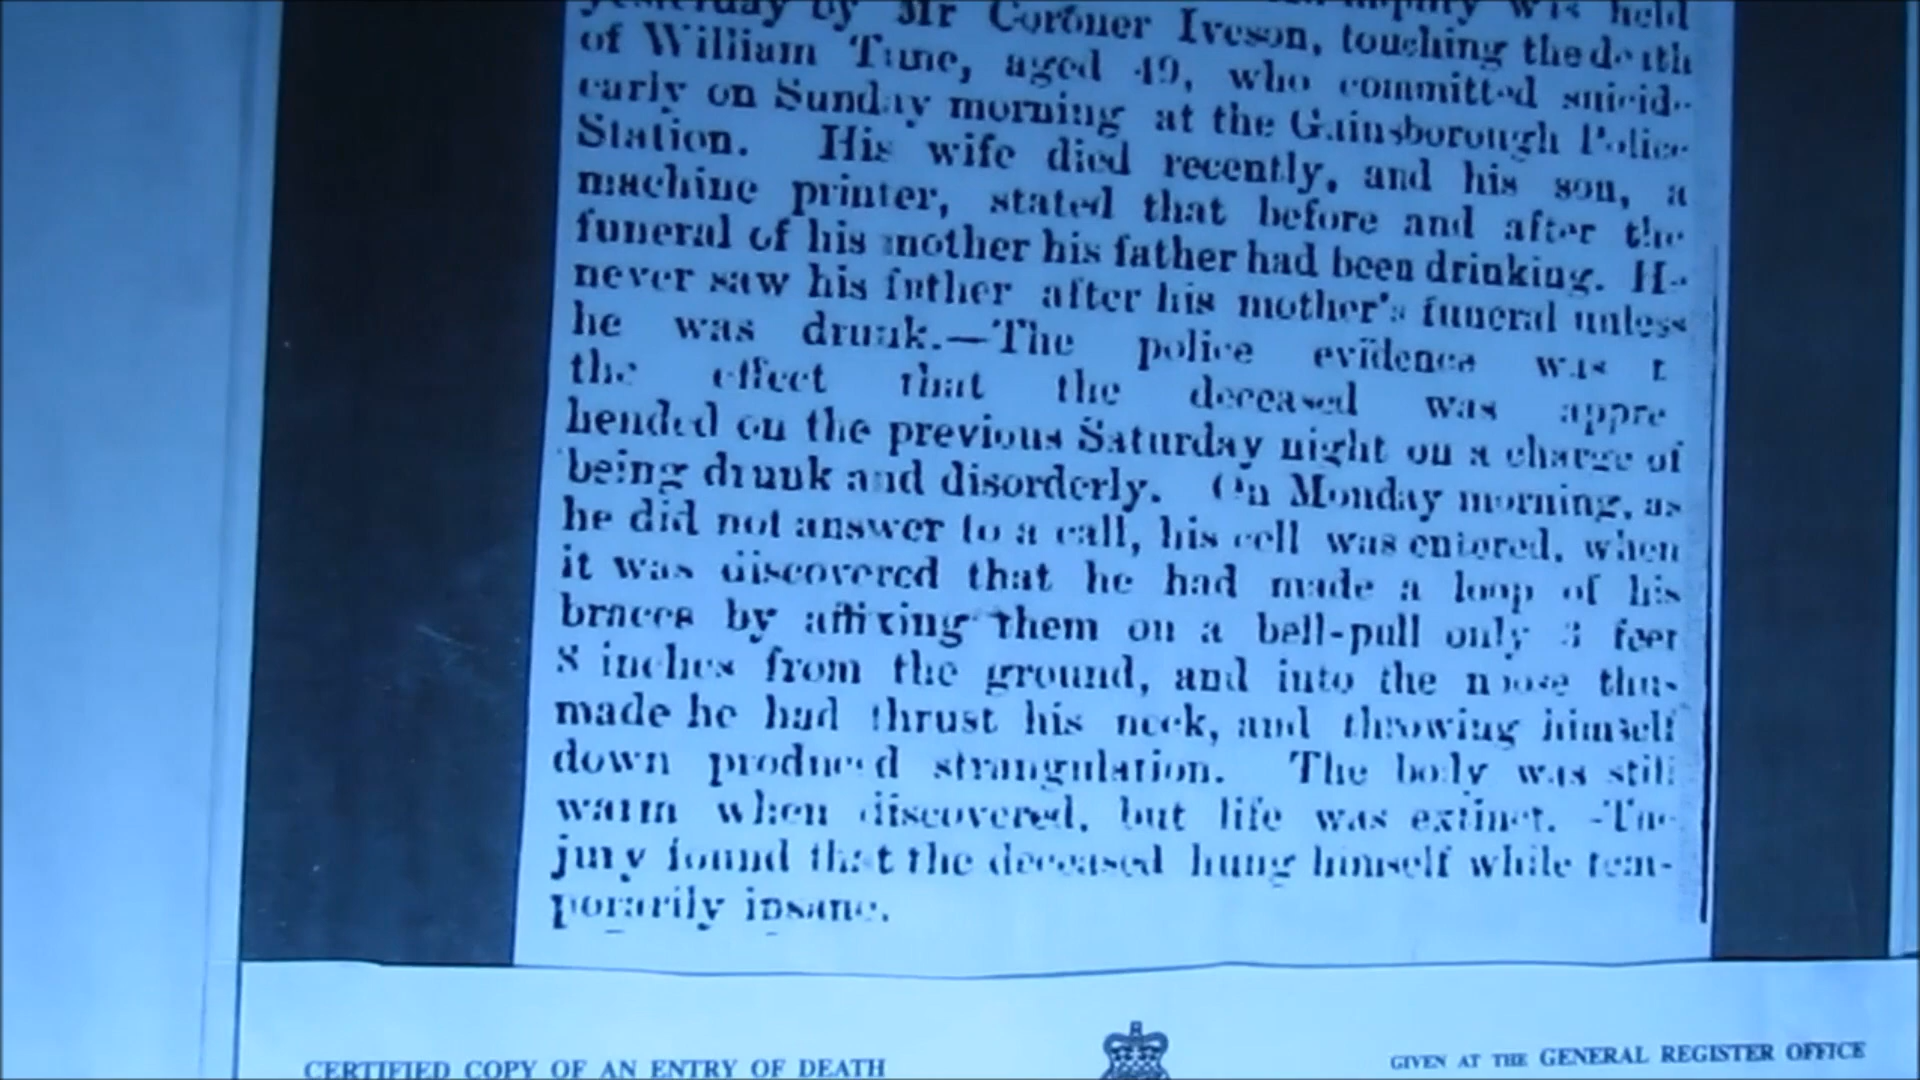 yesterday by Mr Coroner Iveson, touching the death
of William Tune, aged 49, who committed suicide
early on Sunday morning at the Gainsborough Police
Station. His wife died recently, and his son, a
machine printer, stated that before and after the
funeral of his mother his father had been drinking. He
never saw his father after his mother's funeral unless
he was drunk.—The police evidence was t
the effect that the deceased was appre
hended on the previous Saturday night on a charge of
being drunk and disorderly. On Monday morning, as
he did not answer to a call, his cell was entered, when
it was discovered that he had made a loop of his
braces by affixing them on a bell-pull only 3 feet
8 inches from the ground, and into the noose thus
made he had thrust his neck, and throwing himself
down produced strangulation. The body was still
warm when discovered, but life was extinct. -The
jury found that the deceased hung himself while tem-
porarily insane.
CERTIFIED COPY OF AN ENTRY OF DEATH
GIVEN AT THE GENERAL REGISTER OFFICE